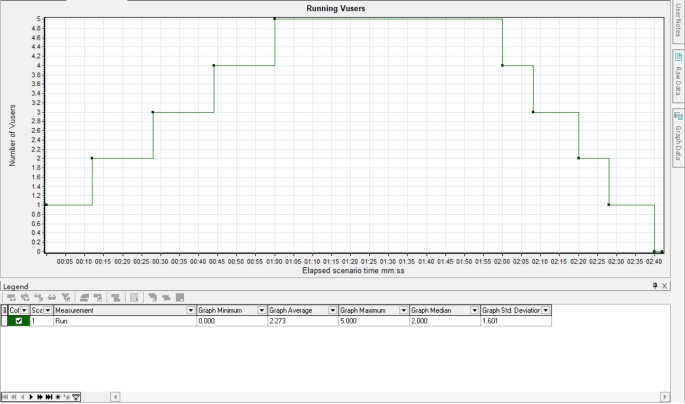 Running Vusers
User Notes
Raw Data
Graph Data
Number of Vusers
5
4.8
4.6
4.4
4.2
4
3.8
3.6
3.4
3.2
3
2.8
2.6
2.4
2.2
2
1.8
1.6
1.4
1.2
1
0.8
0.6
0.4
0.2
0
00:05 00:10 00:15 00:20 00:25 00:30 00:35 00:40 00:45 00:50 00:55 01:00 01:05 01:10 01:15 01:20 01:25 01:30 01:35 01:40 01:45 01:50 01:55 02:00 02:05 02:10 02:15 02:20 02:25 02:30 02:35 02:40
Elapsed scenario time mm:ss
Legend
Col Sca Measurement Graph Minimum Graph Average Graph Maximum Graph Median Graph Std. Deviation
1 Run 0.000 2.273 5.000 2.000 1.601